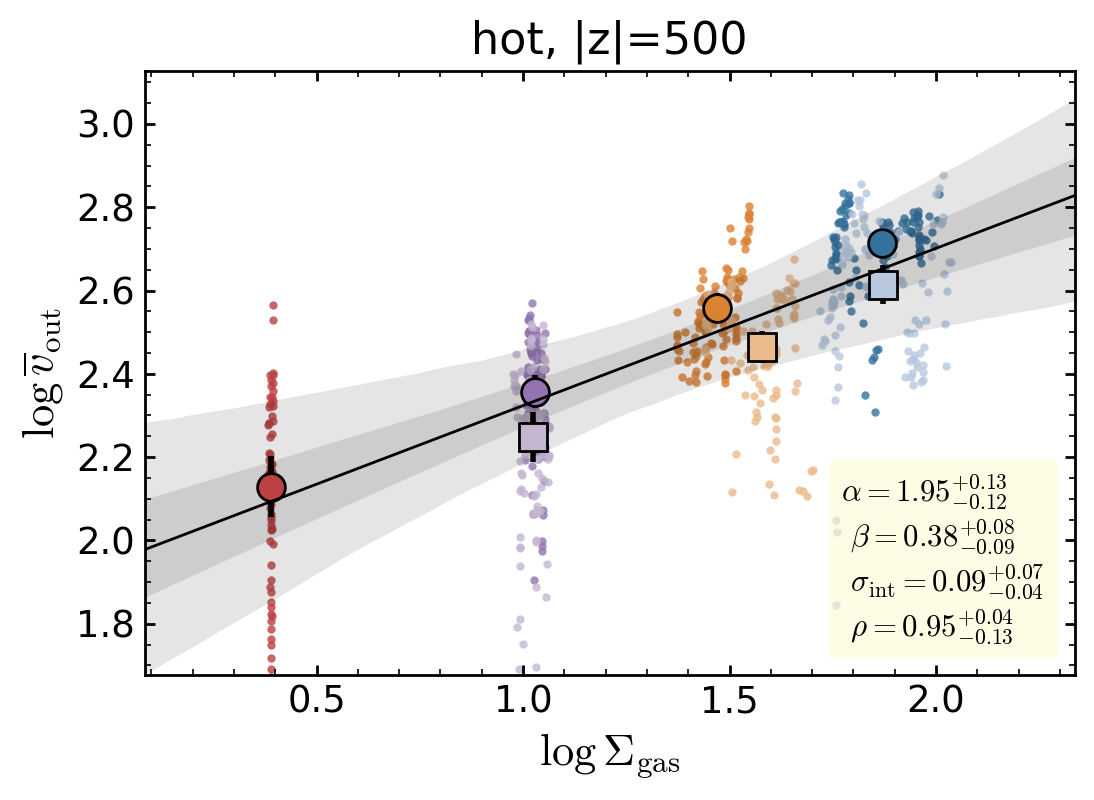 hot, |z|=500
3.0
2.8
2.6
2.4
2.2
2.0
1.8
log v̅_out
α = 1.95^{+0.13}_{−0.12}
β = 0.38^{+0.08}_{−0.09}
σ_int = 0.09^{+0.07}_{−0.04}
ρ = 0.95^{+0.04}_{−0.13}
0.5 1.0 1.5 2.0
log Σ_gas